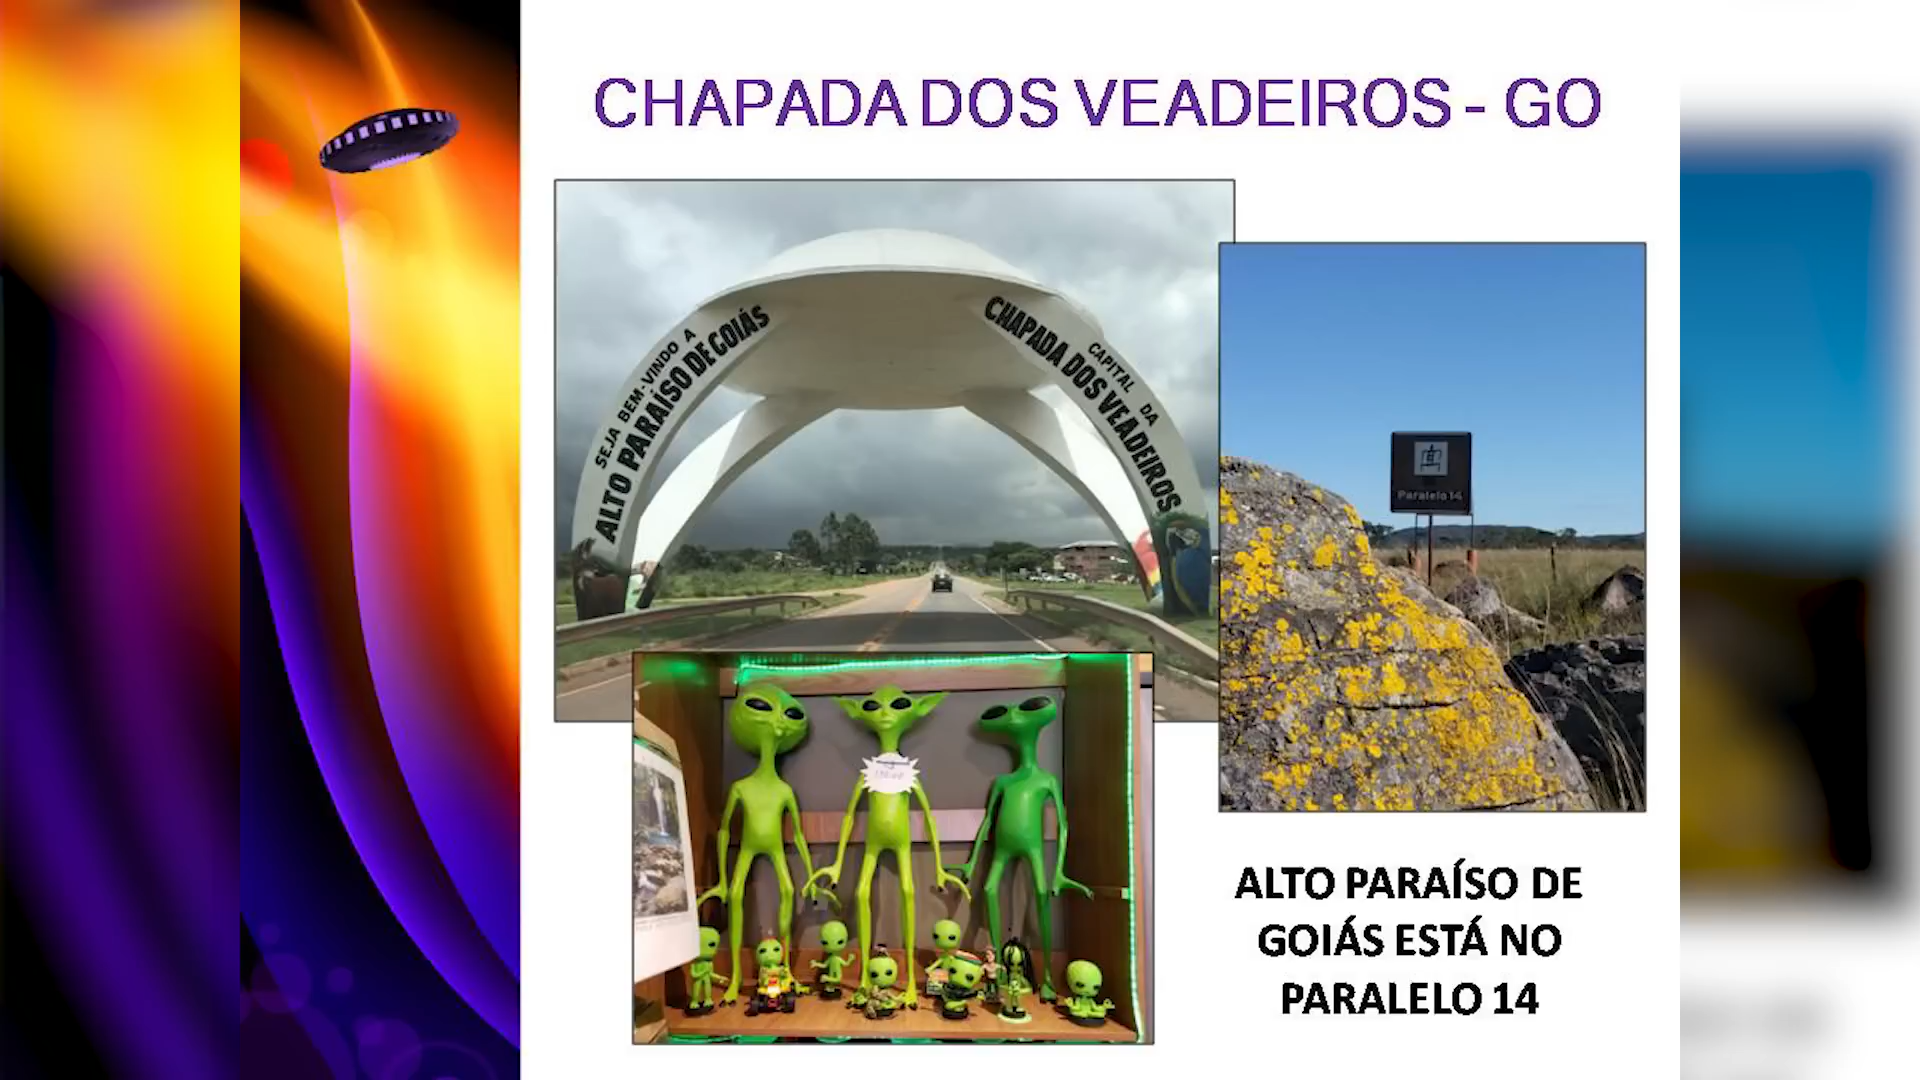 CHAPADA DOS VEADEIROS - GO
SEJA BEM-VINDO A
ALTO PARAÍSO DE GOIÁS
CAPITAL DA
CHAPADA DOS VEADEIROS
Paralelo 14
ALTO PARAÍSO DE
GOIÁS ESTÁ NO
PARALELO 14